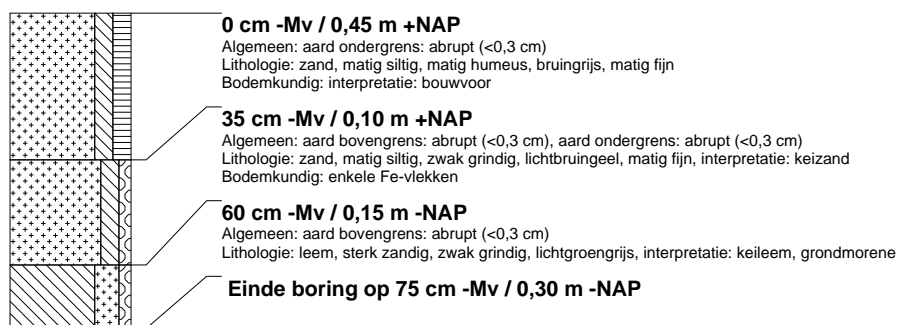 0 cm -Mv / 0,45 m +NAP
Algemeen: aard ondergrens: abrupt (<0,3 cm)
Lithologie: zand, matig siltig, matig humeus, bruingrijs, matig fijn
Bodemkundig: interpretatie: bouwvoor
35 cm -Mv / 0,10 m +NAP
Algemeen: aard bovengrens: abrupt (<0,3 cm), aard ondergrens: abrupt (<0,3 cm)
Lithologie: zand, matig siltig, zwak grindig, lichtbruingeel, matig fijn, interpretatie: keizand
Bodemkundig: enkele Fe-vlekken
60 cm -Mv / 0,15 m -NAP
Algemeen: aard bovengrens: abrupt (<0,3 cm)
Lithologie: leem, sterk zandig, zwak grindig, lichtgroengrijs, interpretatie: keileem, grondmorene
Einde boring op 75 cm -Mv / 0,30 m -NAP